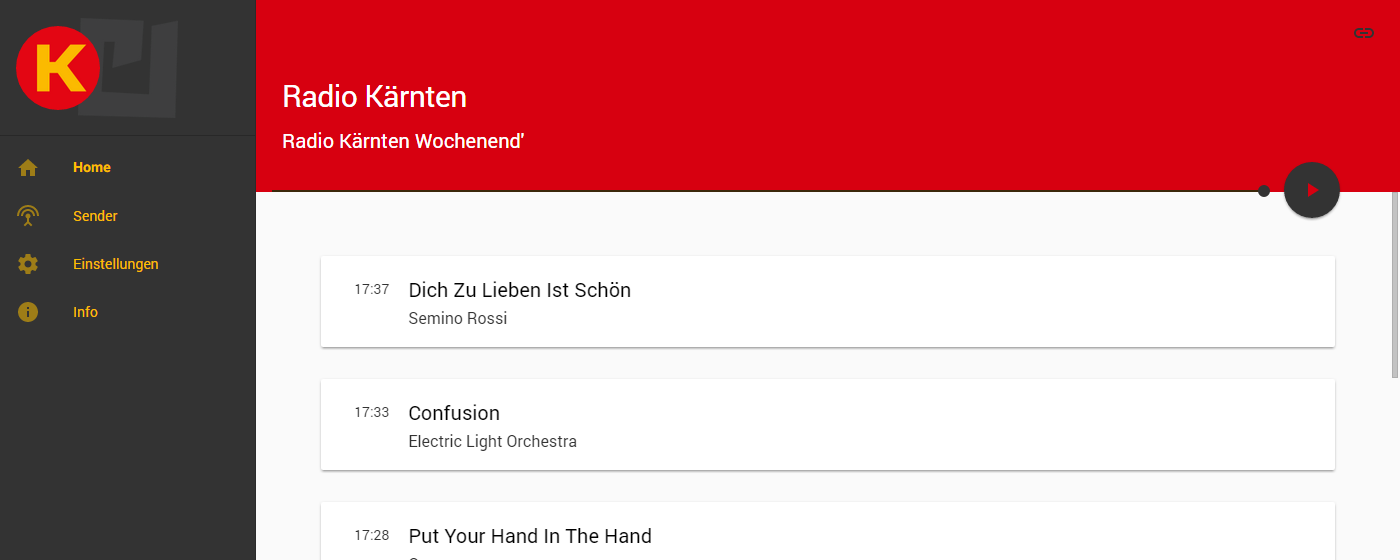 K
Home
Sender
Einstellungen
Info
Radio Kärnten
Radio Kärnten Wochenend'
17:37 Dich Zu Lieben Ist Schön
Semino Rossi
17:33 Confusion
Electric Light Orchestra
17:28 Put Your Hand In The Hand